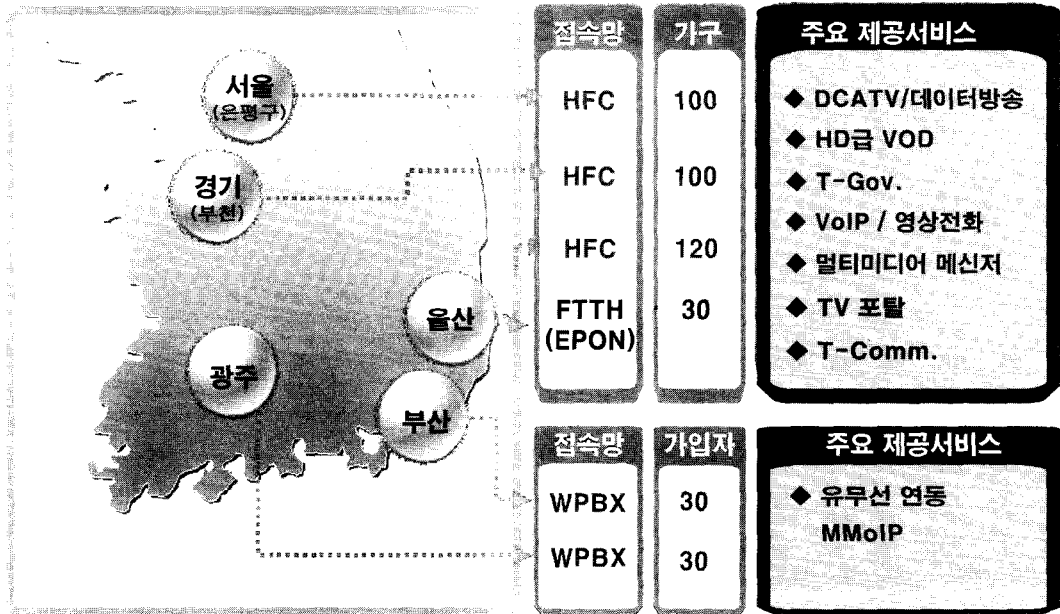 서울
(은평구)
경기
(부천)
울산
광주
부산
접속망 가구
HFC 100
HFC 100
HFC 120
FTTH 30
(EPON)
주요 제공서비스
◆ DCATV/데이터방송
◆ HD급 VOD
◆ T-Gov.
◆ VoIP / 영상전화
◆ 멀티미디어 메신저
◆ TV 포탈
◆ T-Comm.
접속망 가입자
WPBX 30
WPBX 30
주요 제공서비스
◆ 유무선 연동
MMoIP